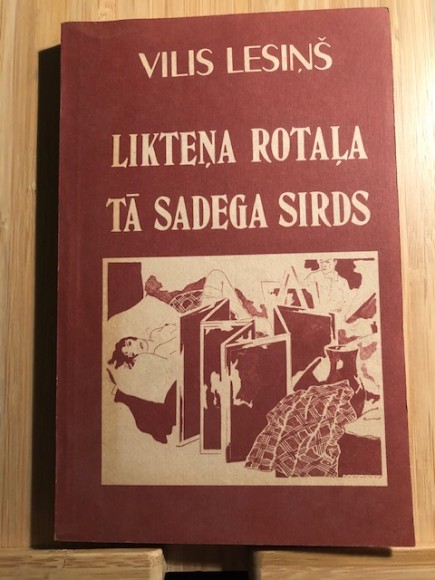 VILIS LESIŅŠ
LIKTEŅA ROTAĻA
TĀ SADEGA SIRDS